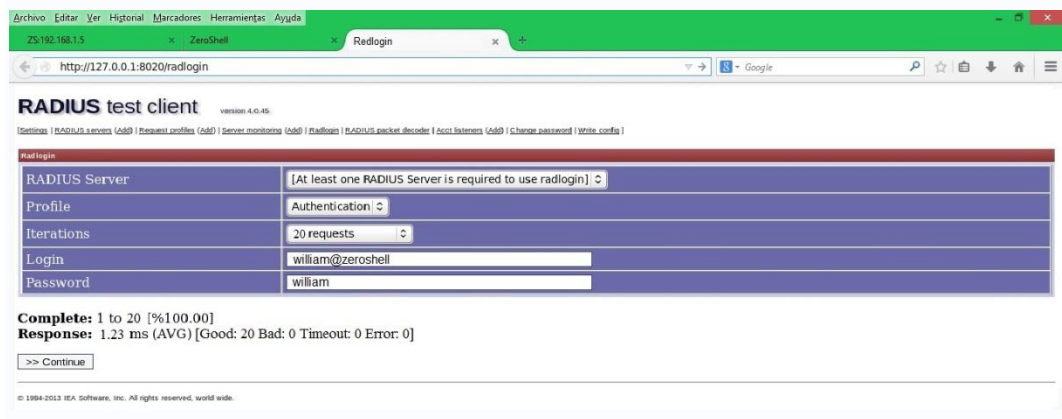 Archivo Editar Ver Historial Marcadores Herramientas Ayuda
ZS:192.168.1.5 ZeroShell Redlogin
http://127.0.0.1:8020/radlogin Google
RADIUS test client version 4.0.45
[Settings | RADIUS servers (Add) | Request profiles (Add) | Server monitoring (Add) | Radlogin | RADIUS packet decoder | Acct listeners (Add) | Change password | Write config ]
Radlogin
RADIUS Server [At least one RADIUS Server is required to use radlogin]
Profile Authentication
Iterations 20 requests
Login william@zeroshell
Password william
Complete: 1 to 20 [%100.00]
Response: 1.23 ms (AVG) [Good: 20 Bad: 0 Timeout: 0 Error: 0]
>> Continue
© 1994-2013 IEA Software, Inc. All rights reserved, world wide.